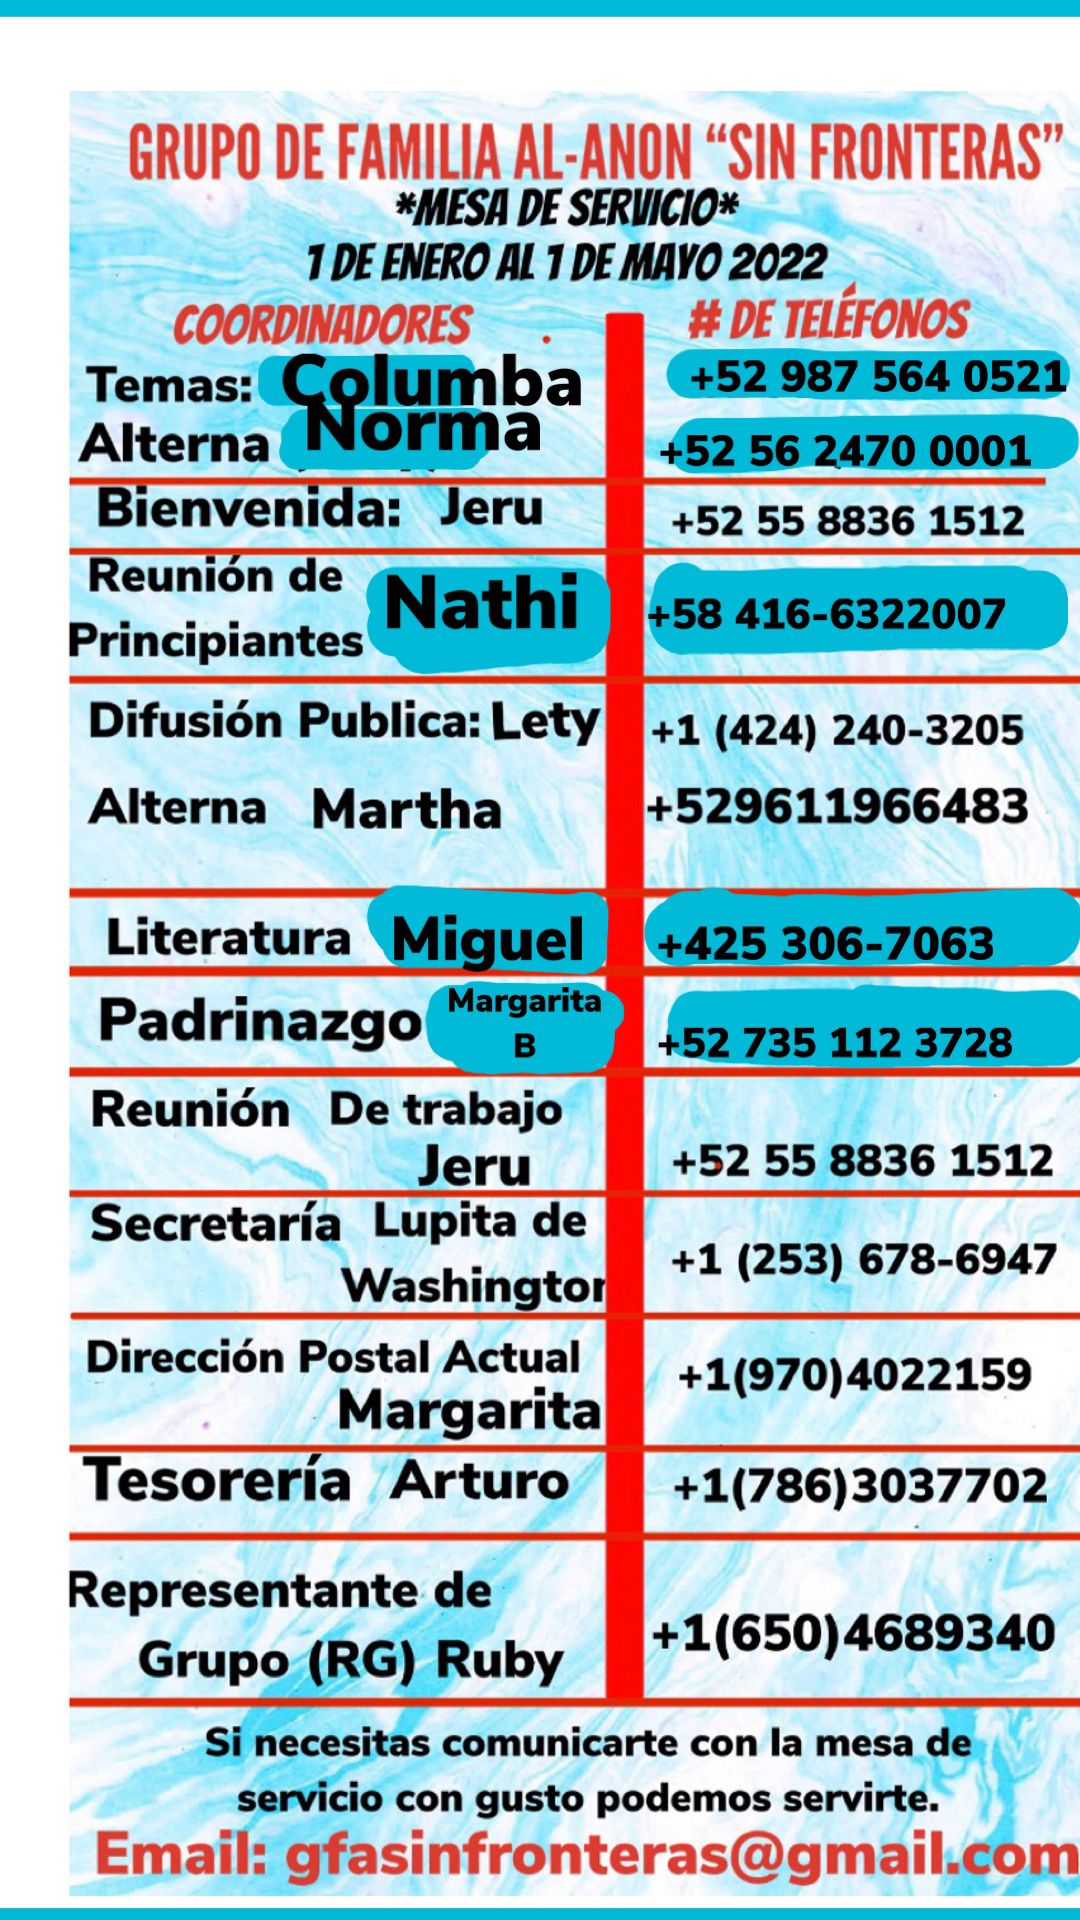 GRUPO DE FAMILIA AL-ANON “SIN FRONTERAS”
*MESA DE SERVICIO*
1 DE ENERO AL 1 DE MAYO 2022
COORDINADORES # DE TELÉFONOS
Temas: Columba +52 987 564 0521
Alterna Norma +52 56 2470 0001
Bienvenida: Jeru +52 55 8836 1512
Reunión de
Principiantes Nathi +58 416-6322007
Difusión Publica: Lety +1 (424) 240-3205
Alterna Martha +529611966483
Literatura Miguel +425 306-7063
Padrinazgo Margarita
B +52 735 112 3728
Reunión De trabajo
Jeru +52 55 8836 1512
Secretaría Lupita de
Washington +1 (253) 678-6947
Dirección Postal Actual
Margarita +1(970)4022159
Tesorería Arturo +1(786)3037702
Representante de
Grupo (RG) Ruby +1(650)4689340
Si necesitas comunicarte con la mesa de
servicio con gusto podemos servirte.
Email: gfasinfronteras@gmail.com